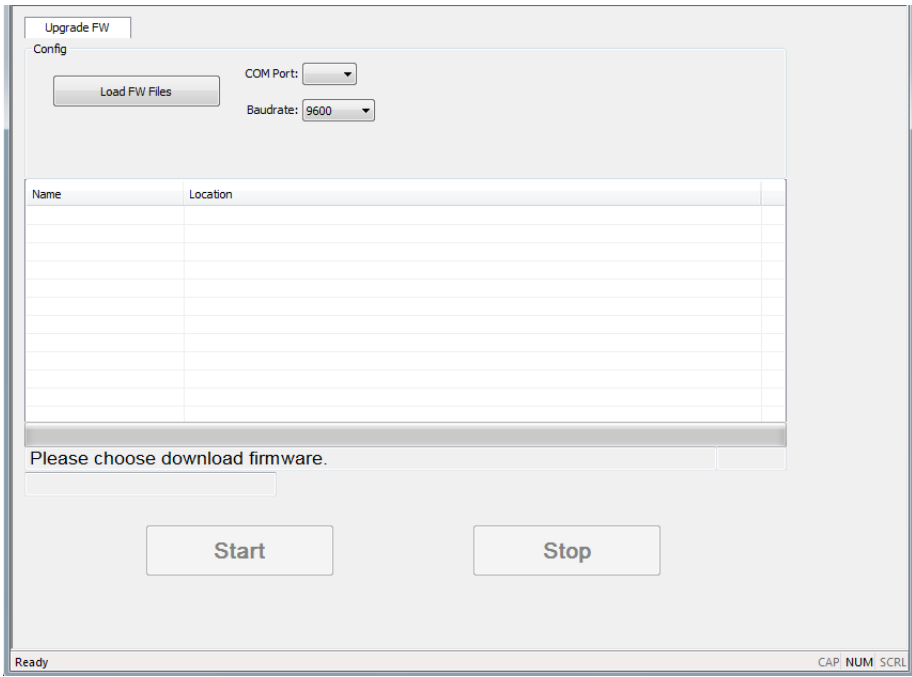 Upgrade FW
Config
Load FW Files
COM Port:
Baudrate: 9600
Name Location
Please choose download firmware.
Start Stop
Ready CAP NUM SCRL